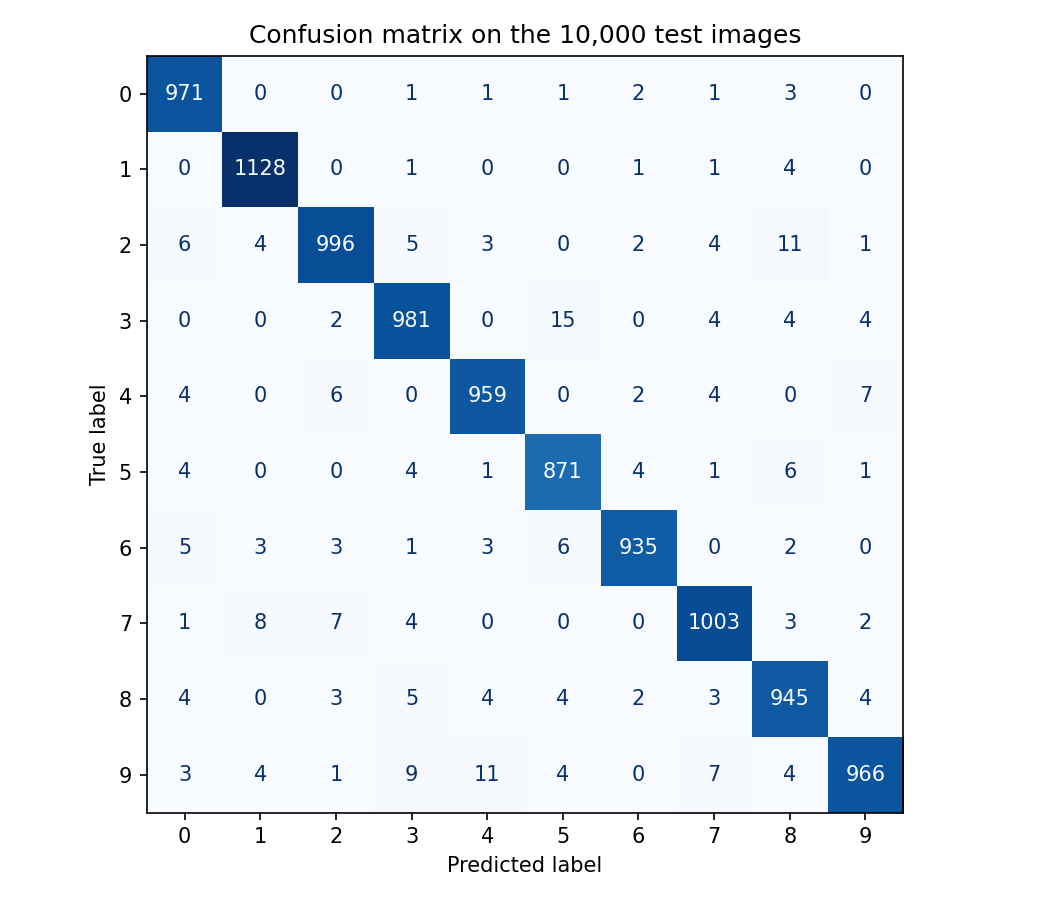 Confusion matrix on the 10,000 test images
True label
0 971 0 0 1 1 1 2 1 3 0
1 0 1128 0 1 0 0 1 1 4 0
2 6 4 996 5 3 0 2 4 11 1
3 0 0 2 981 0 15 0 4 4 4
4 4 0 6 0 959 0 2 4 0 7
5 4 0 0 4 1 871 4 1 6 1
6 5 3 3 1 3 6 935 0 2 0
7 1 8 7 4 0 0 0 1003 3 2
8 4 0 3 5 4 4 2 3 945 4
9 3 4 1 9 11 4 0 7 4 966
0 1 2 3 4 5 6 7 8 9
Predicted label